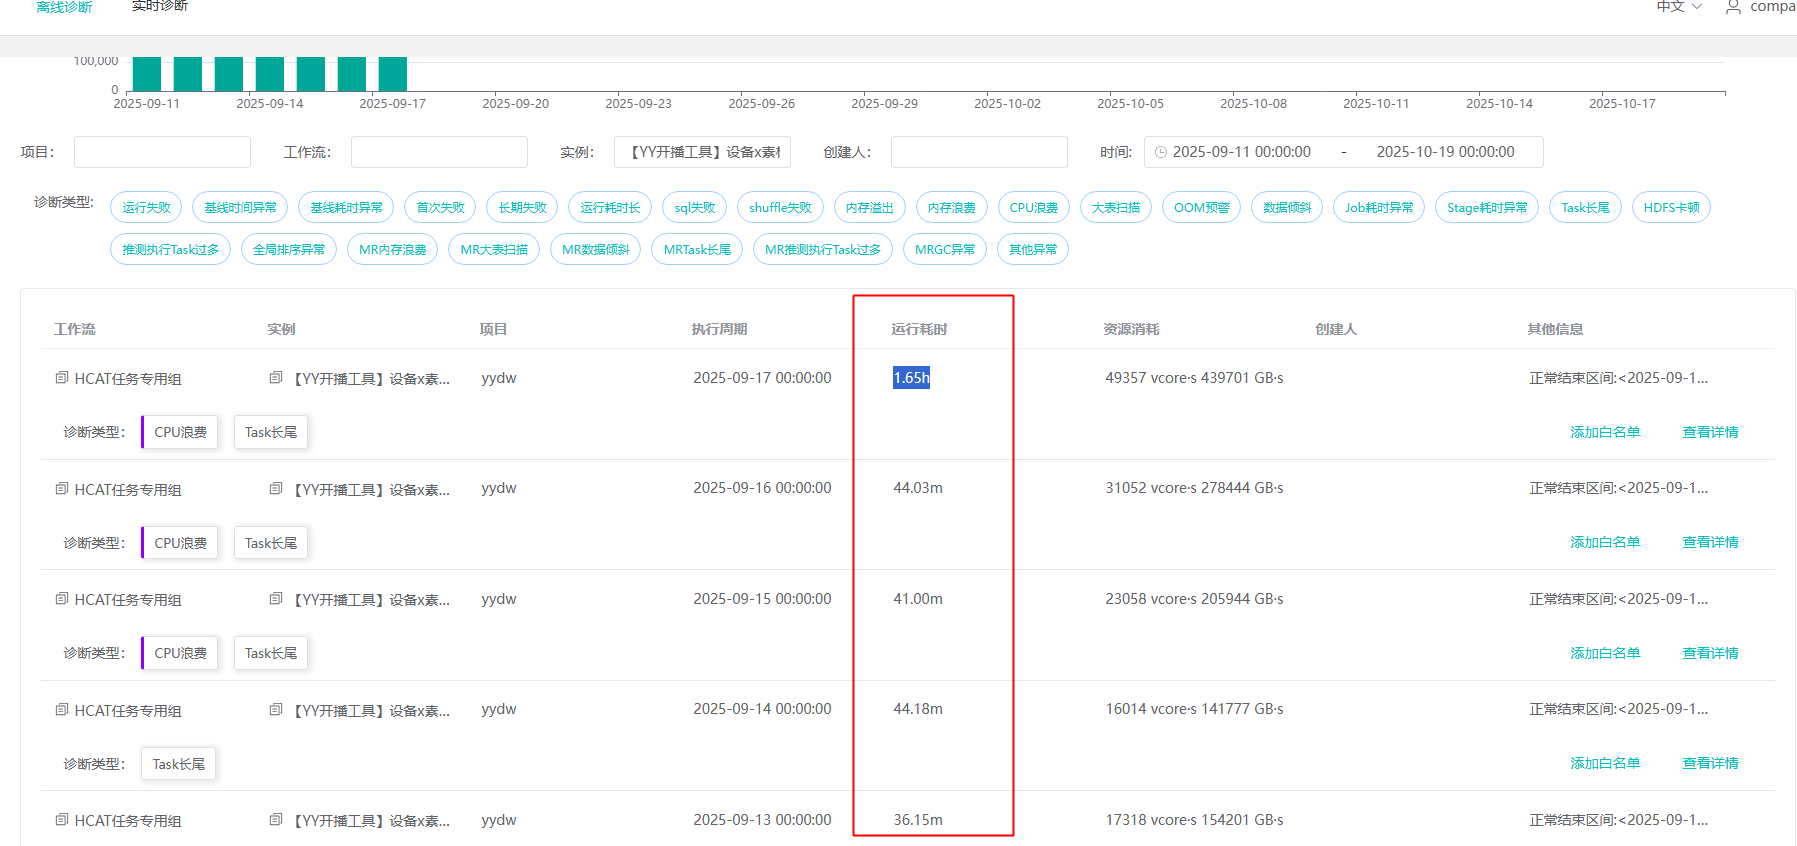 离线诊断 实时诊断 中文 compa
100,000
0
2025-09-11 2025-09-14 2025-09-17 2025-09-20 2025-09-23 2025-09-26 2025-09-29 2025-10-02 2025-10-05 2025-10-08 2025-10-11 2025-10-14 2025-10-17
项目: 工作流: 实例: 【YY开播工具】设备x素材 创建人: 时间: 2025-09-11 00:00:00 - 2025-10-19 00:00:00
诊断类型: 运行失败 基线时间异常 基线耗时异常 首次失败 长期失败 运行耗时长 sql失败 shuffle失败 内存溢出 内存浪费 CPU浪费 大表扫描 OOM预警 数据倾斜 Job耗时异常 Stage耗时异常 Task长尾 HDFS卡顿
推测执行Task过多 全局排序异常 MR内存浪费 MR大表扫描 MR数据倾斜 MRTask长尾 MR推测执行Task过多 MRGC异常 其他异常
工作流 实例 项目 执行周期 运行耗时 资源消耗 创建人 其他信息
HCAT任务专用组 【YY开播工具】设备x素... yydw 2025-09-17 00:00:00 1.65h 49357 vcore·s 439701 GB·s 正常结束区间:<2025-09-1...
诊断类型: CPU浪费 Task长尾 添加白名单 查看详情
HCAT任务专用组 【YY开播工具】设备x素... yydw 2025-09-16 00:00:00 44.03m 31052 vcore·s 278444 GB·s 正常结束区间:<2025-09-1...
诊断类型: CPU浪费 Task长尾 添加白名单 查看详情
HCAT任务专用组 【YY开播工具】设备x素... yydw 2025-09-15 00:00:00 41.00m 23058 vcore·s 205944 GB·s 正常结束区间:<2025-09-1...
诊断类型: CPU浪费 Task长尾 添加白名单 查看详情
HCAT任务专用组 【YY开播工具】设备x素... yydw 2025-09-14 00:00:00 44.18m 16014 vcore·s 141777 GB·s 正常结束区间:<2025-09-1...
诊断类型: Task长尾 添加白名单 查看详情
HCAT任务专用组 【YY开播工具】设备x素... yydw 2025-09-13 00:00:00 36.15m 17318 vcore·s 154201 GB·s 正常结束区间:<2025-09-1...